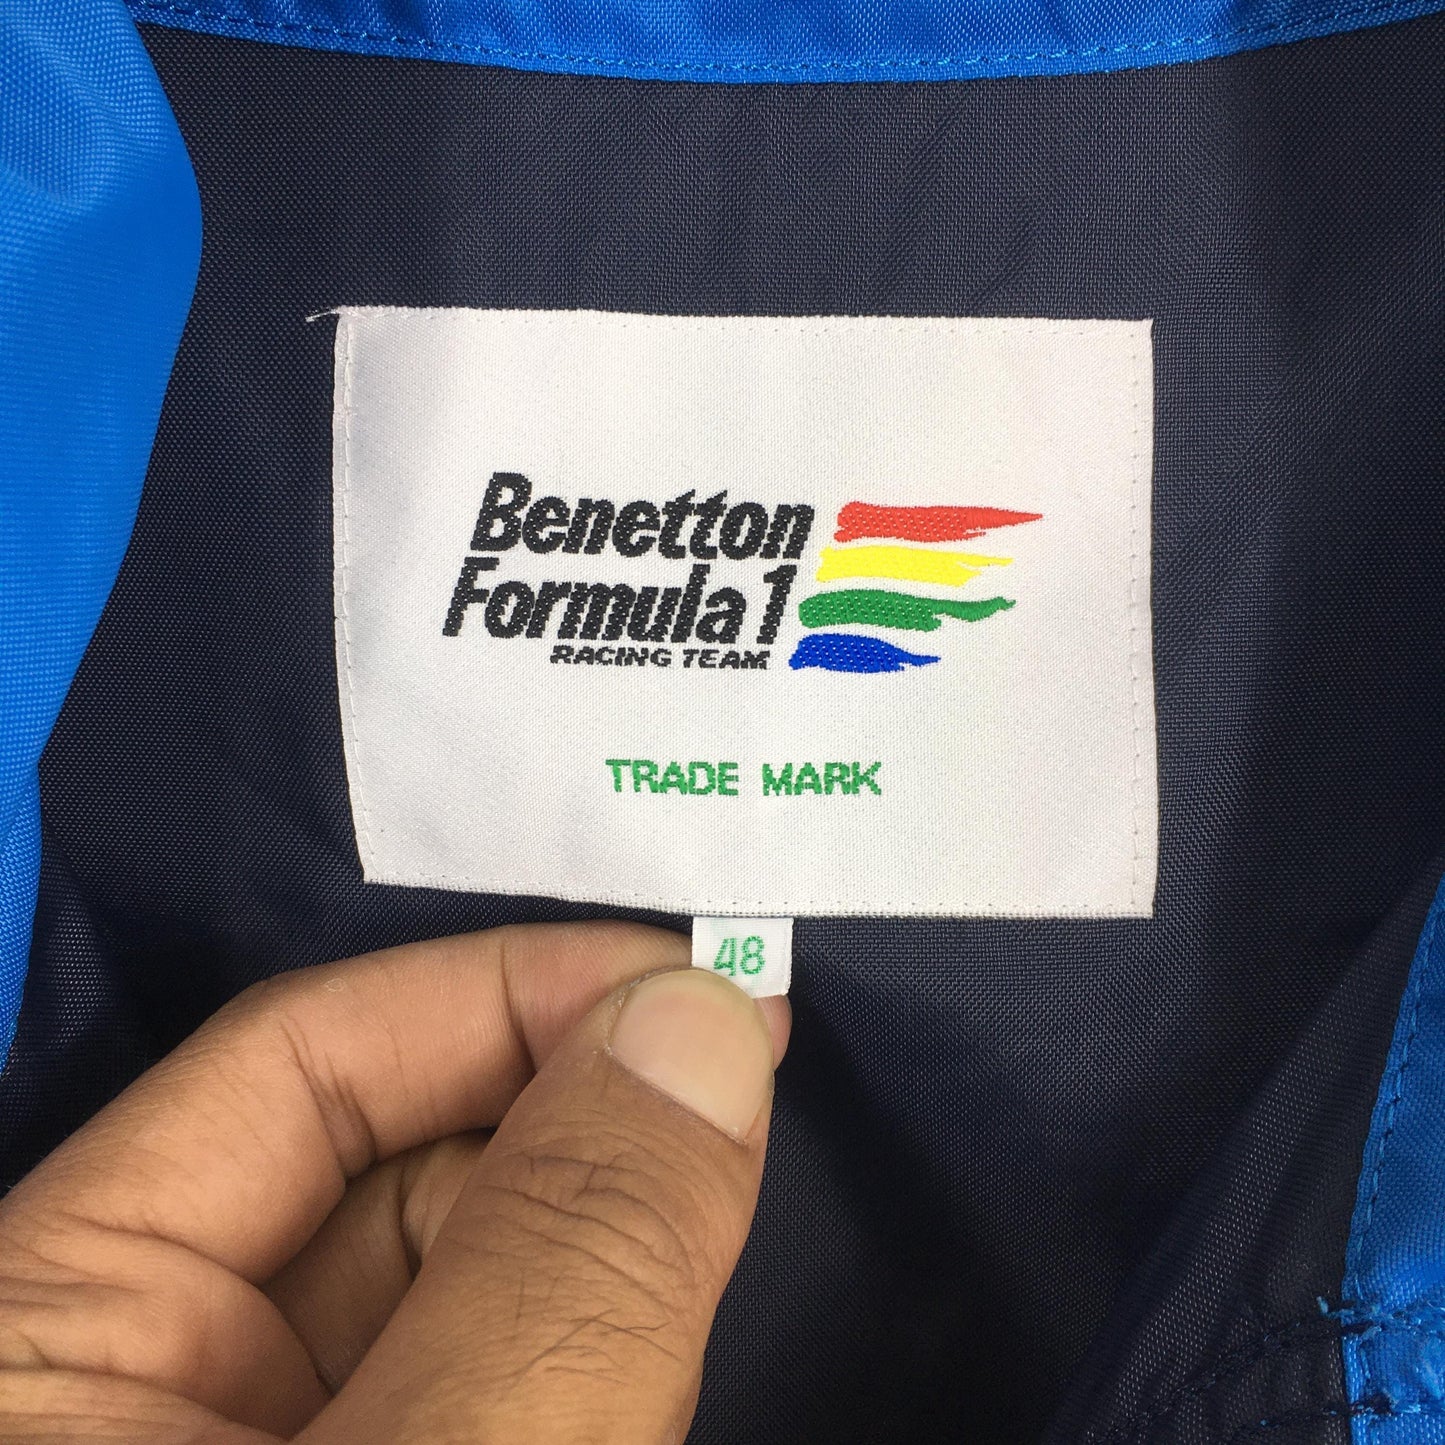 Benetton
Formula 1
RACING TEAM
TRADE MARK
48